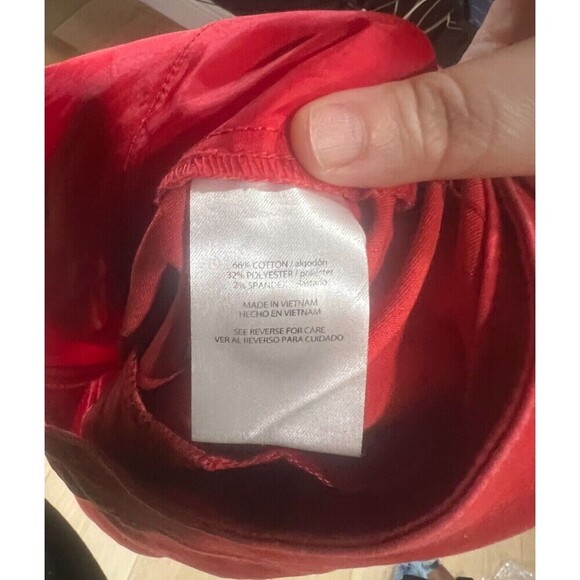 66% COTTON / algodón
32% POLYESTER / poliéster
2% SPANDEX
MADE IN VIETNAM
HECHO EN VIETNAM
SEE REVERSE FOR CARE
VER AL REVERSO PARA CUIDADO